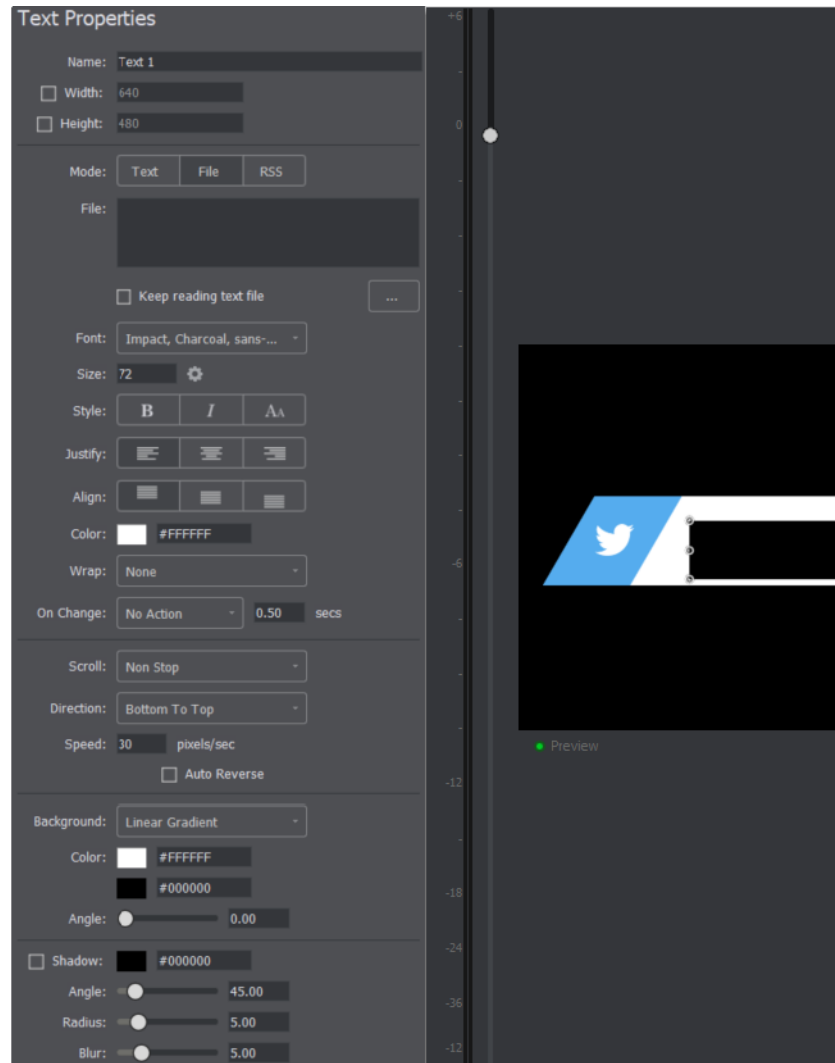 Text Properties
Name: Text 1
Width: 640
Height: 480
Mode: Text File RSS
File:
Keep reading text file ...
Font: Impact, Charcoal, sans-...
Size: 72
Style: B I AA
Justify:
Align:
Color: #FFFFFF
Wrap: None
On Change: No Action 0.50 secs
Scroll: Non Stop
Direction: Bottom To Top
Speed: 30 pixels/sec
Auto Reverse
Background: Linear Gradient
Color: #FFFFFF
#000000
Angle: 0.00
Shadow: #000000
Angle: 45.00
Radius: 5.00
Blur: 5.00
+6
0
-6
-12
-18
-24
-36
-12
Preview